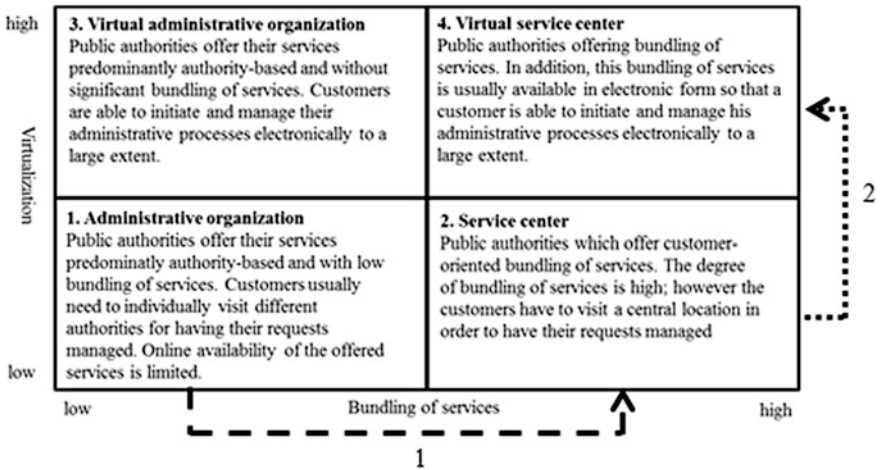 high
3. Virtual administrative organization
Public authorities offer their services
predominantly authority-based and without
significant bundling of services. Customers
are able to initiate and manage their
administrative processes electronically to a
large extent.
4. Virtual service center
Public authorities offering bundling of
services. In addition, this bundling of services
is usually available in electronic form so that a
customer is able to initiate and manage his
administrative processes electronically to a
large extent.
Virtualization
2
1. Administrative organization
Public authorities offer their services
predominatly authority-based and with low
bundling of services. Customers usually
need to individually visit different
authorities for having their requests
managed. Online availability of the offered
services is limited.
2. Service center
Public authorities which offer customer-
oriented bundling of services. The degree
of bundling of services is high; however the
customers have to visit a central location in
order to have their requests managed
low
low
Bundling of services
high
1